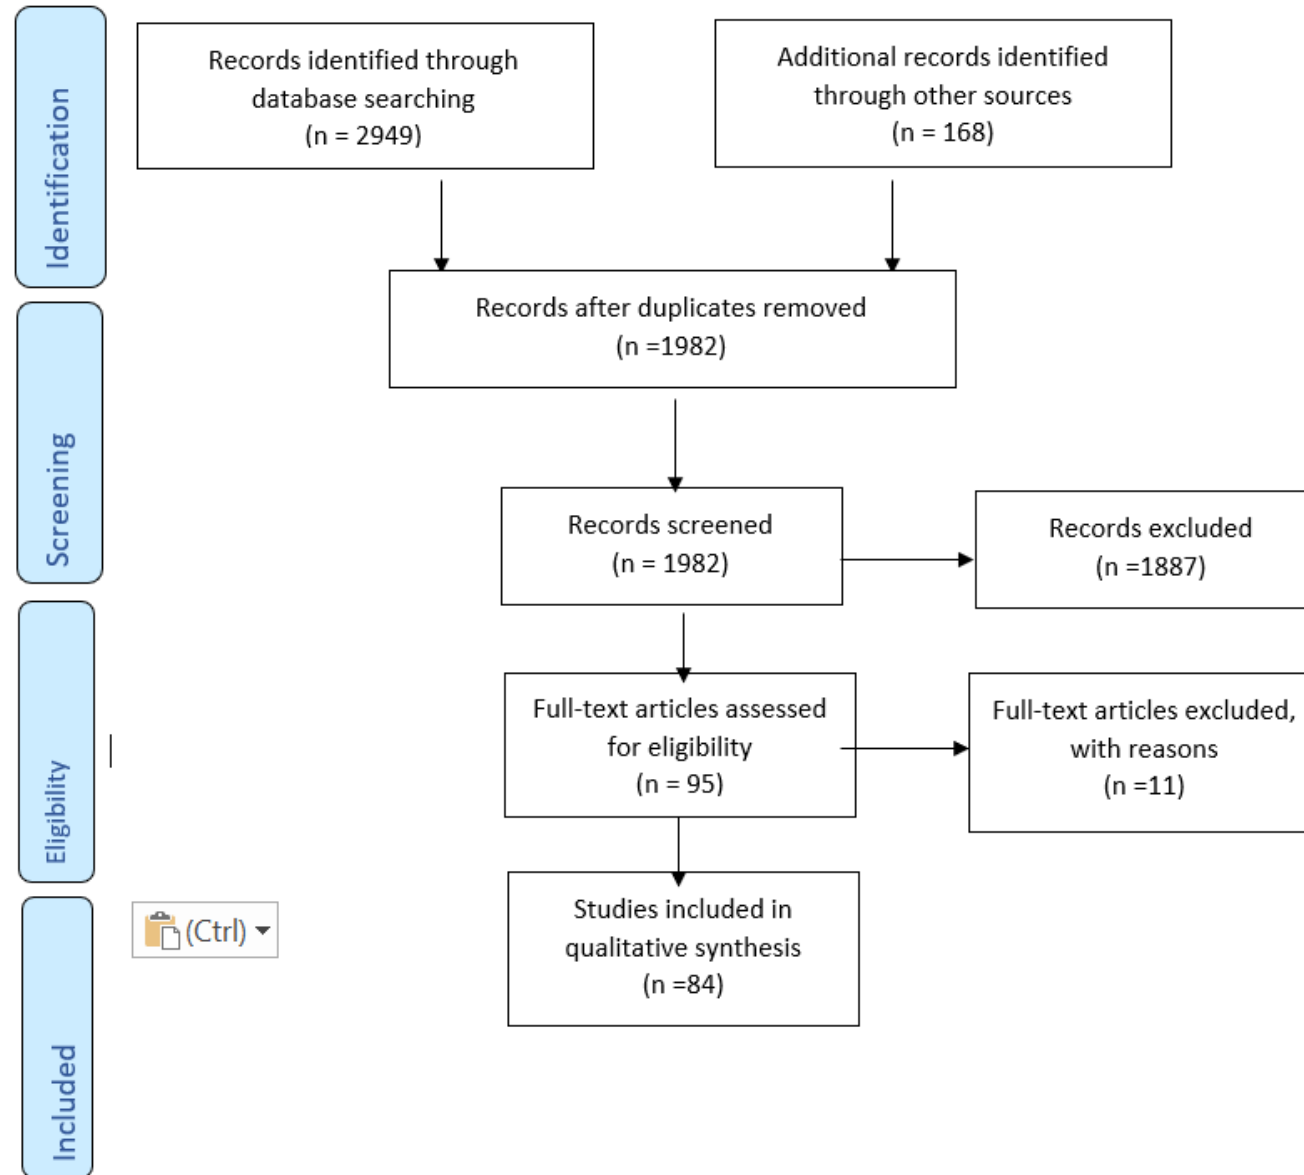 Identification
Records identified through
database searching
(n = 2949)
Additional records identified
through other sources
(n = 168)
Records after duplicates removed
(n =1982)
Screening
Records screened
(n = 1982)
Records excluded
(n =1887)
Eligibility
Full-text articles assessed
for eligibility
(n = 95)
Full-text articles excluded,
with reasons
(n =11)
Included
(Ctrl)
Studies included in
qualitative synthesis
(n =84)